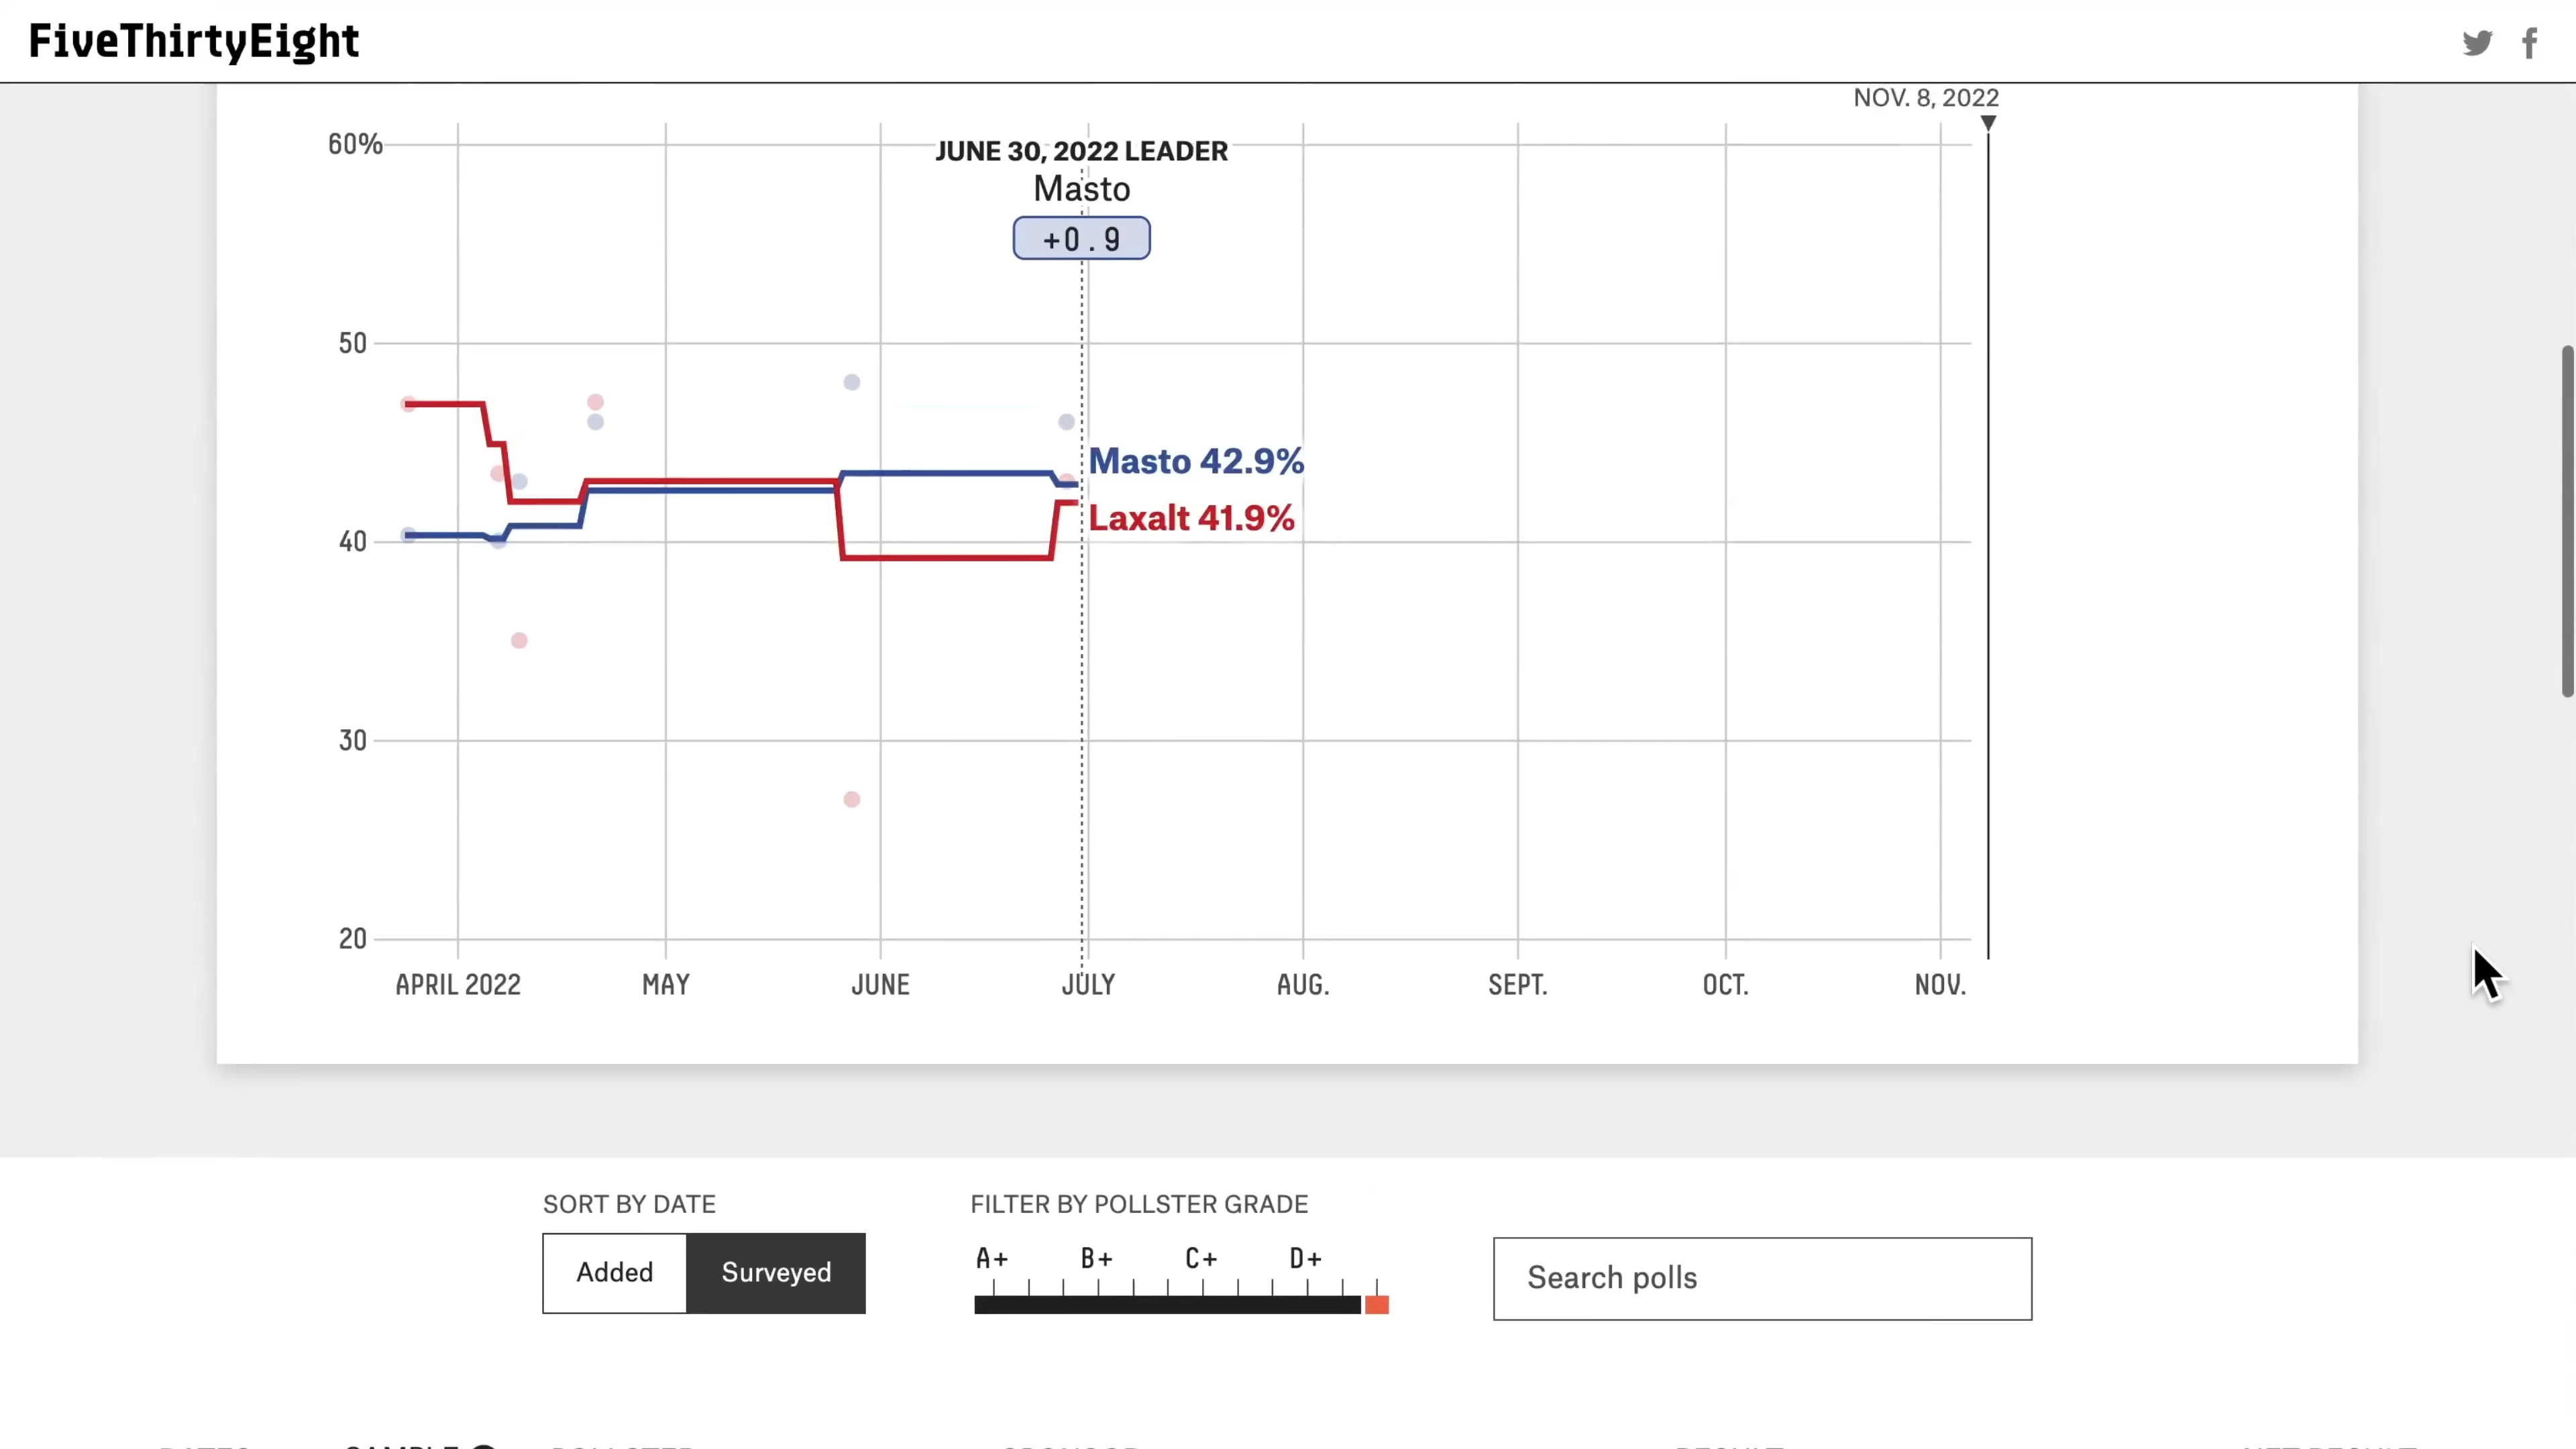 FiveThirtyEight
NOV. 8, 2022
60%
JUNE 30, 2022 LEADER
Masto
+0.9
50
Masto 42.9%
Laxalt 41.9%
40
30
20
APRIL 2022 MAY JUNE JULY AUG. SEPT. OCT. NOV.
SORT BY DATE FILTER BY POLLSTER GRADE
A+ B+ C+ D+
Added Surveyed Search polls